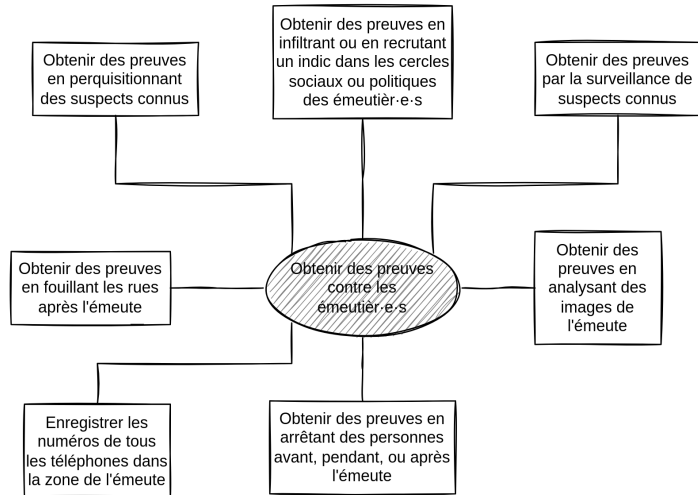 Obtenir des preuves
en perquisitionnant
des suspects connus
Obtenir des preuves en
infiltrant ou en recrutant
un indic dans les cercles
sociaux ou politiques
des émeutièr·e·s
Obtenir des preuves
par la surveillance de
suspects connus
Obtenir des preuves
en fouillant les rues
après l'émeute
Obtenir des preuves
contre les
émeutièr·e·s
Obtenir des
preuves en
analysant des
images de
l'émeute
Enregistrer les
numéros de tous
les téléphones dans
la zone de l'émeute
Obtenir des preuves en
arrêtant des personnes
avant, pendant, ou après
l'émeute